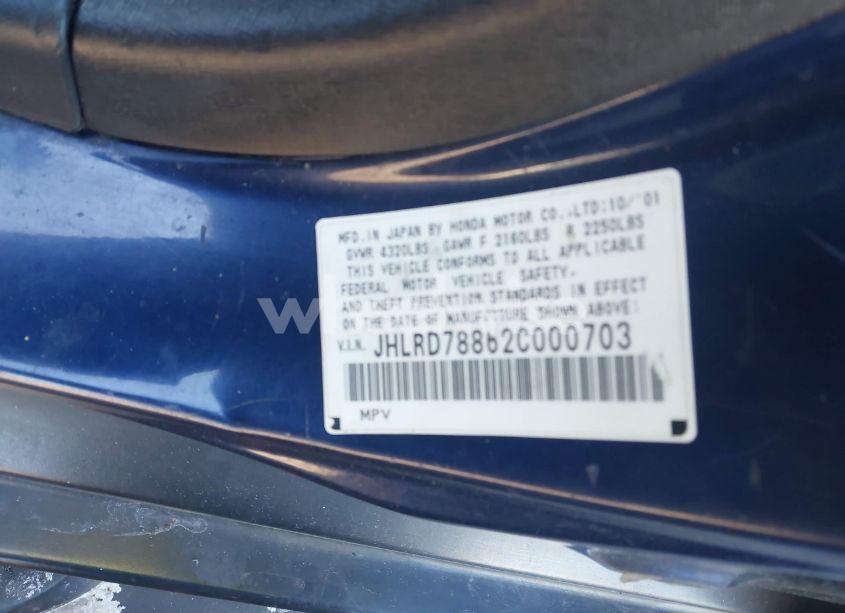 MFD. IN JAPAN BY HONDA MOTOR CO.,LTD:10/'01
GVWR 4320LBS GAWR F 2160LBS R 2250LBS
THIS VEHICLE CONFORMS TO ALL APPLICABLE
FEDERAL MOTOR VEHICLE SAFETY,
AND THEFT PREVENTION STANDARDS IN EFFECT
ON THE DATE OF MANUFACTURE SHOWN ABOVE:
V.I.N. JHLRD78862C000703
MPV